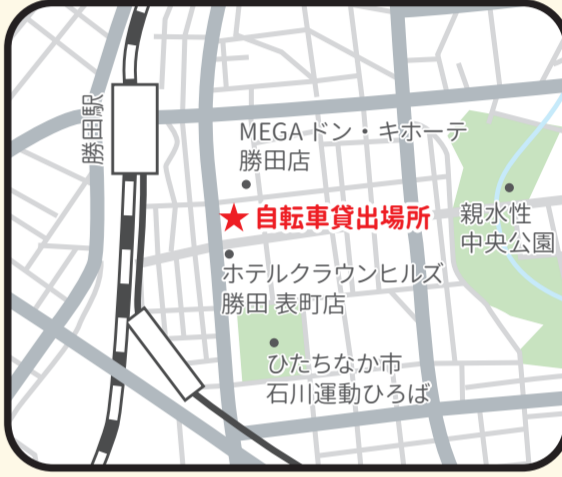 勝田駅
MEGAドン・キホーテ
勝田店
★自転車貸出場所
親水性
中央公園
ホテルクラウンヒルズ
勝田 表町店
ひたちなか市
石川運動ひろば